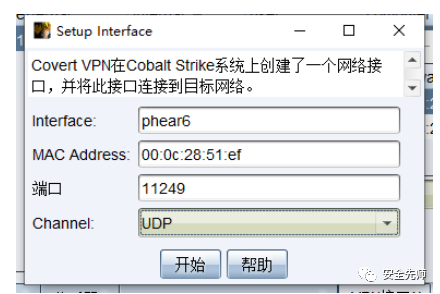 Setup Interface
Covert VPN在Cobalt Strike系统上创建了一个网络接
口，并将此接口连接到目标网络。
Interface: phear6
MAC Address: 00:0c:28:51:ef
端口 11249
Channel: UDP
开始 帮助
安全先师